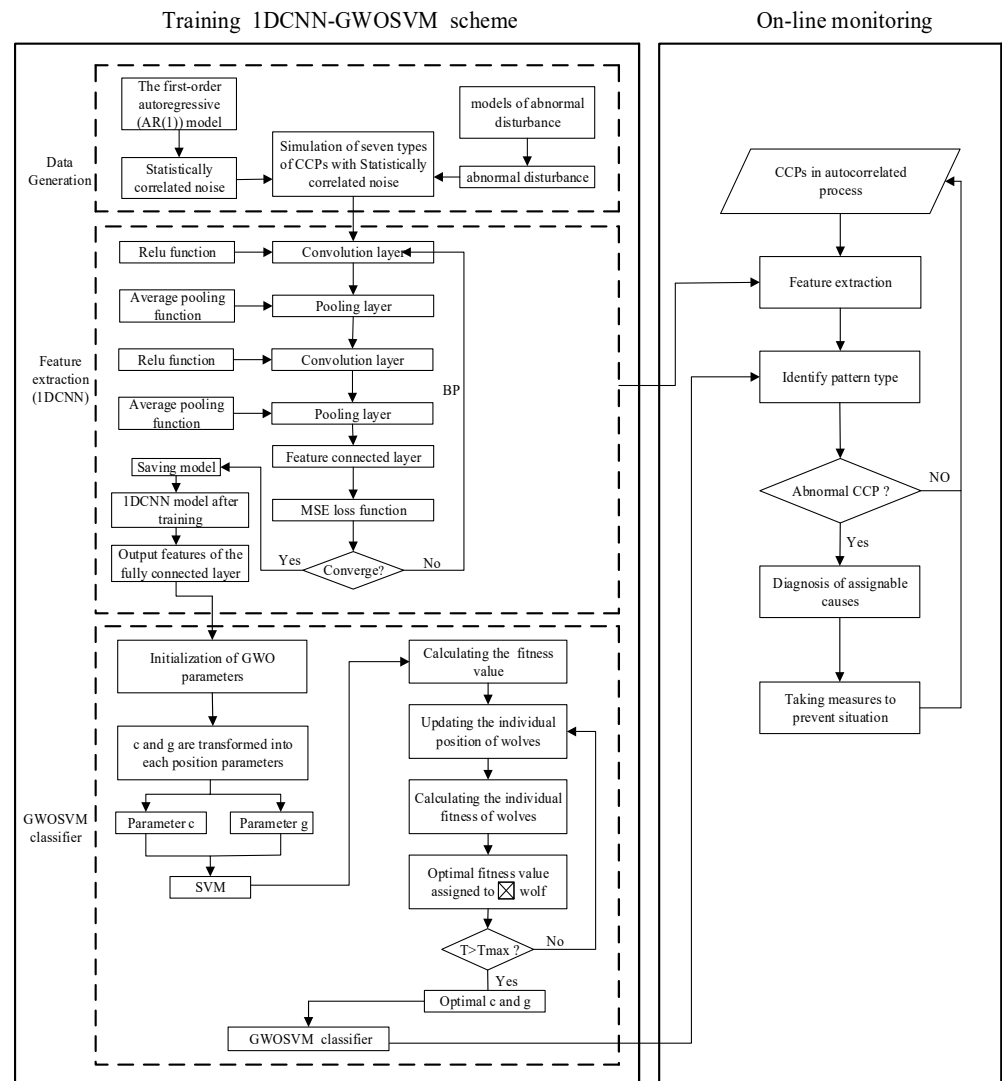 Training 1DCNN-GWOSVM scheme
On-line monitoring
Data
Generation
The first-order
autoregressive
(AR(1)) model
Statistically
correlated noise
Simulation of seven types
of CCPs with Statistically
correlated noise
models of abnormal
disturbance
abnormal disturbance
Feature
extraction
(1DCNN)
Relu function
Convolution layer
Average pooling
function
Pooling layer
Relu function
Convolution layer
BP
Average pooling
function
Pooling layer
Feature connected layer
Saving model
MSE loss function
1DCNN model after
training
Output features of the
fully connected layer
Yes
Converge?
No
GWOSVM
classifier
Initialization of GWO
parameters
c and g are transformed into
each position parameters
Parameter c
Parameter g
SVM
Calculating the fitness
value
Updating the individual
position of wolves
Calculating the individual
fitness of wolves
Optimal fitness value
assigned to wolf
T>Tmax ?
No
Yes
Optimal c and g
GWOSVM classifier
CCPs in autocorrelated
process
Feature extraction
Identify pattern type
Abnormal CCP ?
NO
Yes
Diagnosis of assignable
causes
Taking measures to
prevent situation